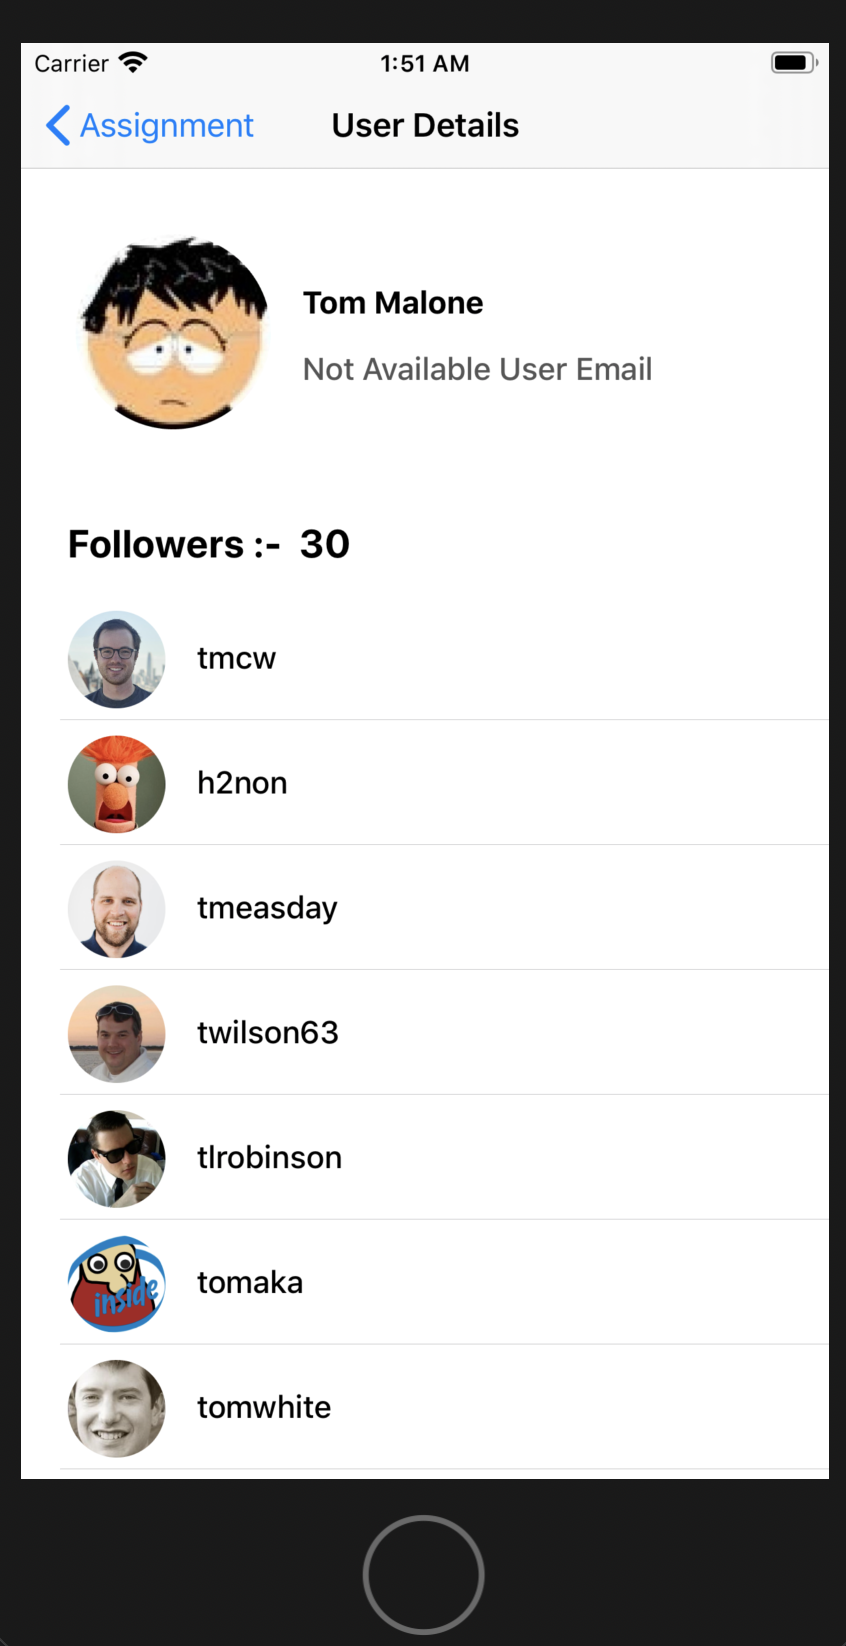 Carrier 1:51 AM
Assignment User Details
Tom Malone
Not Available User Email
Followers :- 30
tmcw
h2non
tmeasday
twilson63
tlrobinson
tomaka
inside
tomwhite